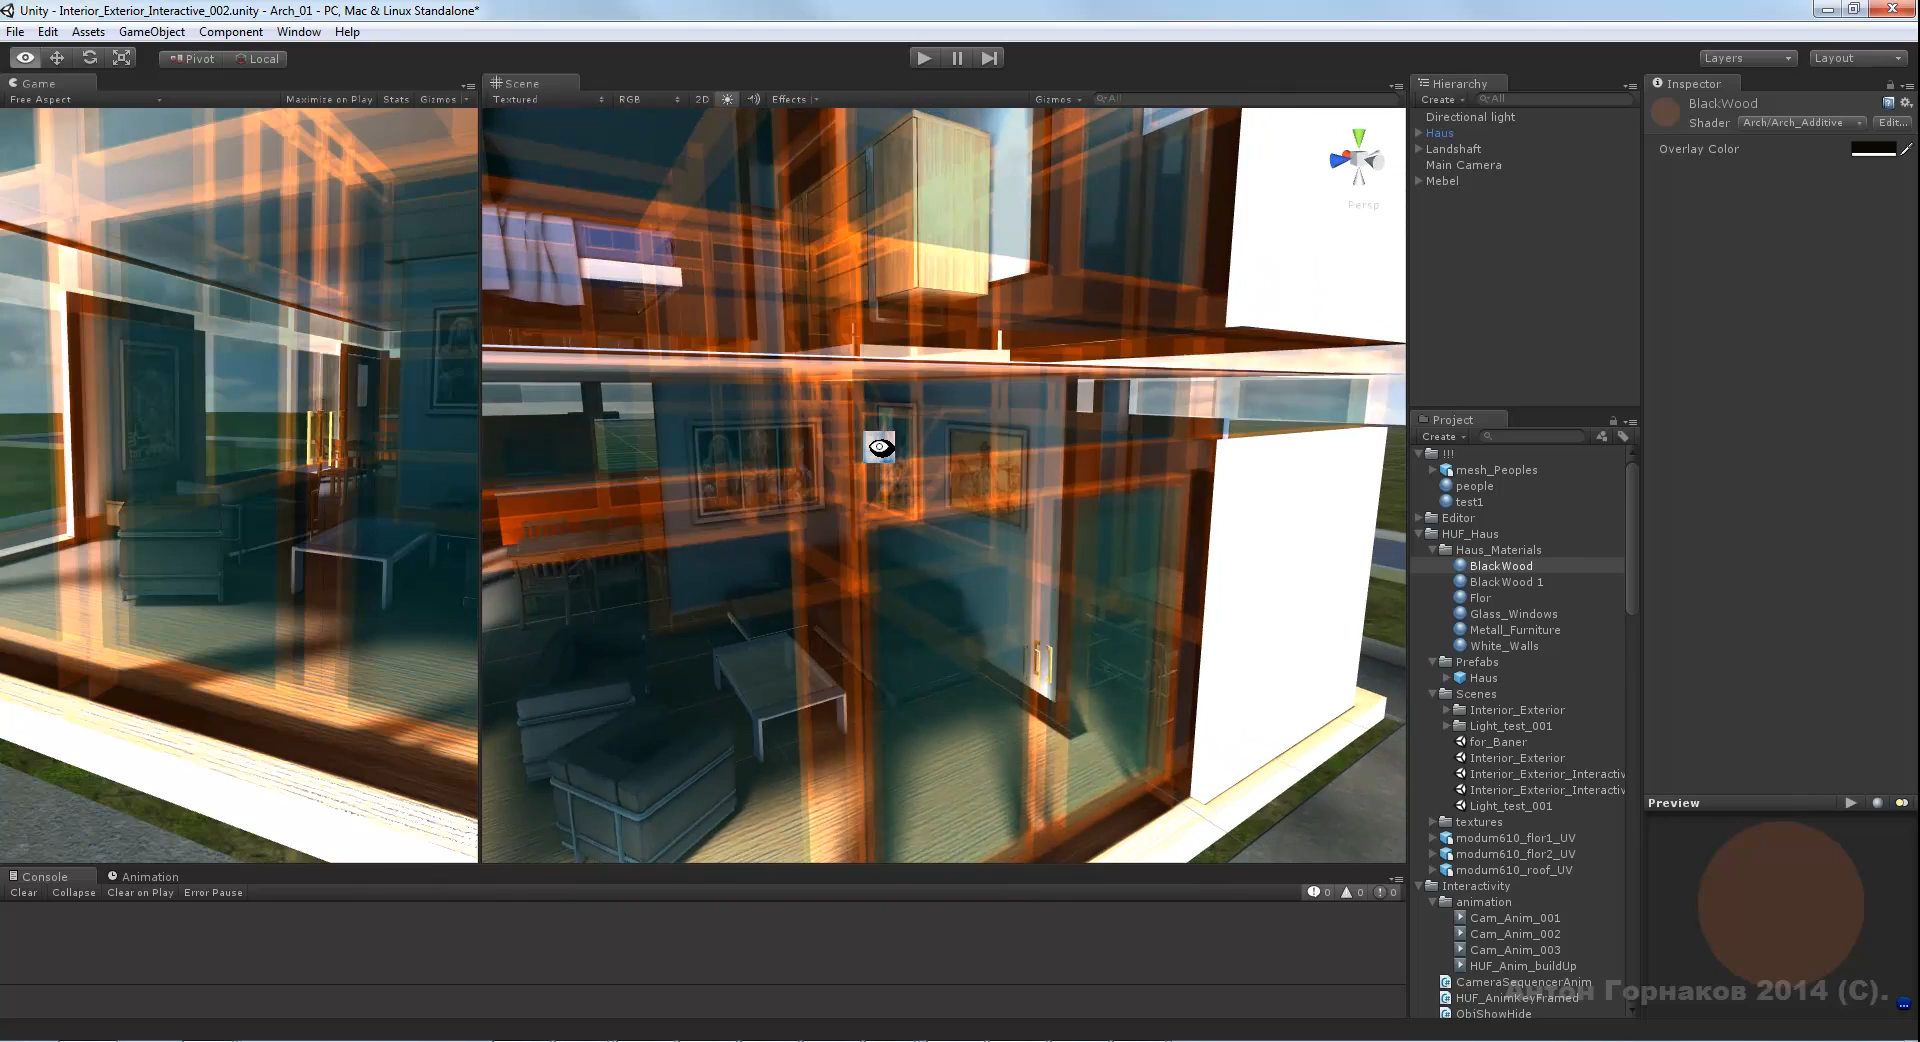 Unity - Interior_Exterior_Interactive_002.unity - Arch_01 - PC, Mac & Linux Standalone*
File Edit Assets GameObject Component Window Help
Pivot Local Layers Layout
Game
Free Aspect Maximize on Play Stats Gizmos
Scene
Textured RGB 2D Effects Gizmos All
Persp
Hierarchy
Create All
Directional light
Haus
Landshaft
Main Camera
Mebel
Project
Create
!!!
mesh_Peoples
people
test1
Editor
HUF_Haus
Haus_Materials
BlackWood
BlackWood 1
Flor
Glass_Windows
Metall_Furniture
White_Walls
Prefabs
Haus
Scenes
Interior_Exterior
Light_test_001
for_Baner
Interior_Exterior
Interior_Exterior_Interactiv
Interior_Exterior_Interactiv
Light_test_001
textures
modum610_flor1_UV
modum610_flor2_UV
modum610_roof_UV
Interactivity
animation
Cam_Anim_001
Cam_Anim_002
Cam_Anim_003
HUF_Anim_buildUp
CameraSequencerAnim
HUF_AnimKeyFramed
ObjShowHide
Inspector
BlackWood
Shader Arch/Arch_Additive Edit...
Overlay Color
Preview
Console Animation
Clear Collapse Clear on Play Error Pause 0 0 0
Антон Горнаков 2014 (C).